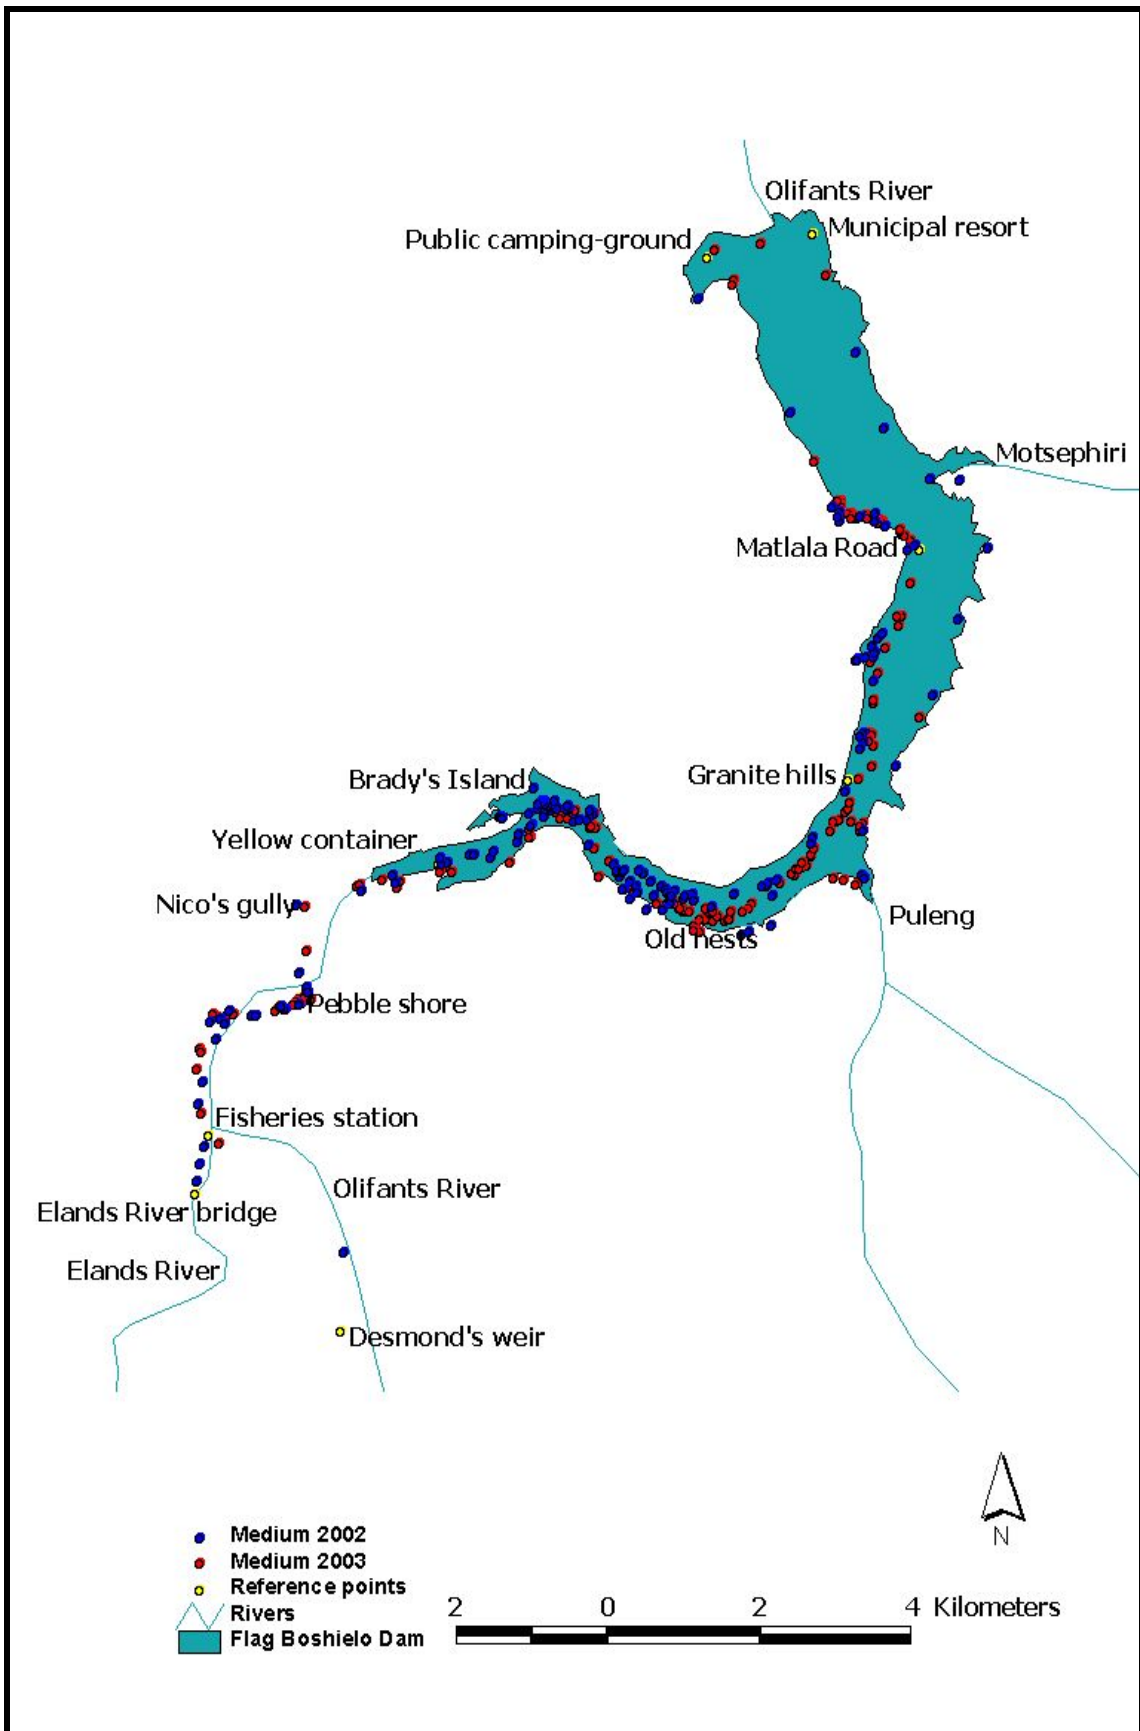 Olifants River
Municipal resort
Public camping-ground
Motsephiri
Matlala Road
Granite hills
Brady's Island
Yellow container
Nico's gully
Puleng
Old nests
Pebble shore
Fisheries station
Olifants River
Elands River bridge
Elands River
Desmond's weir
N
Medium 2002
Medium 2003
Reference points
Rivers
Flag Boshielo Dam
2 0 2 4 Kilometers